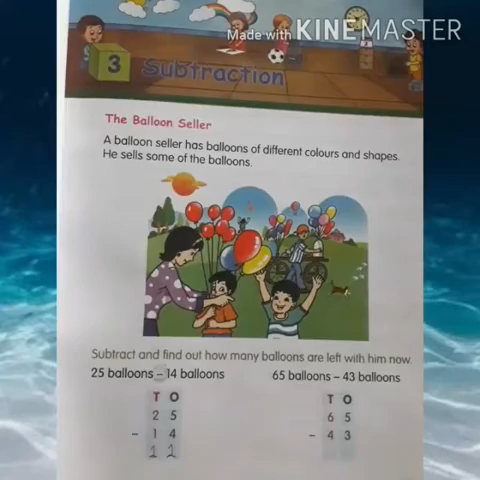 Made with KINEMASTER
3 Subtraction
The Balloon Seller
A balloon seller has balloons of different colours and shapes.
He sells some of the balloons.
Subtract and find out how many balloons are left with him now
25 balloons – 14 balloons
T O
2 5
– 1 4
1 1
65 balloons – 43 balloons
T O
6 5
– 4 3